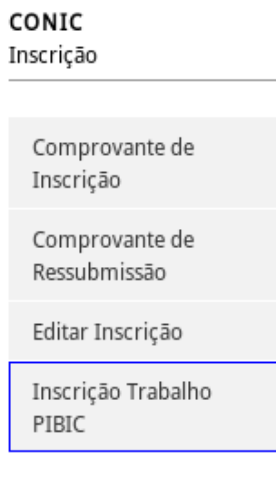 CONIC
Inscrição
Comprovante de
Inscrição
Comprovante de
Ressubmissão
Editar Inscrição
Inscrição Trabalho
PIBIC